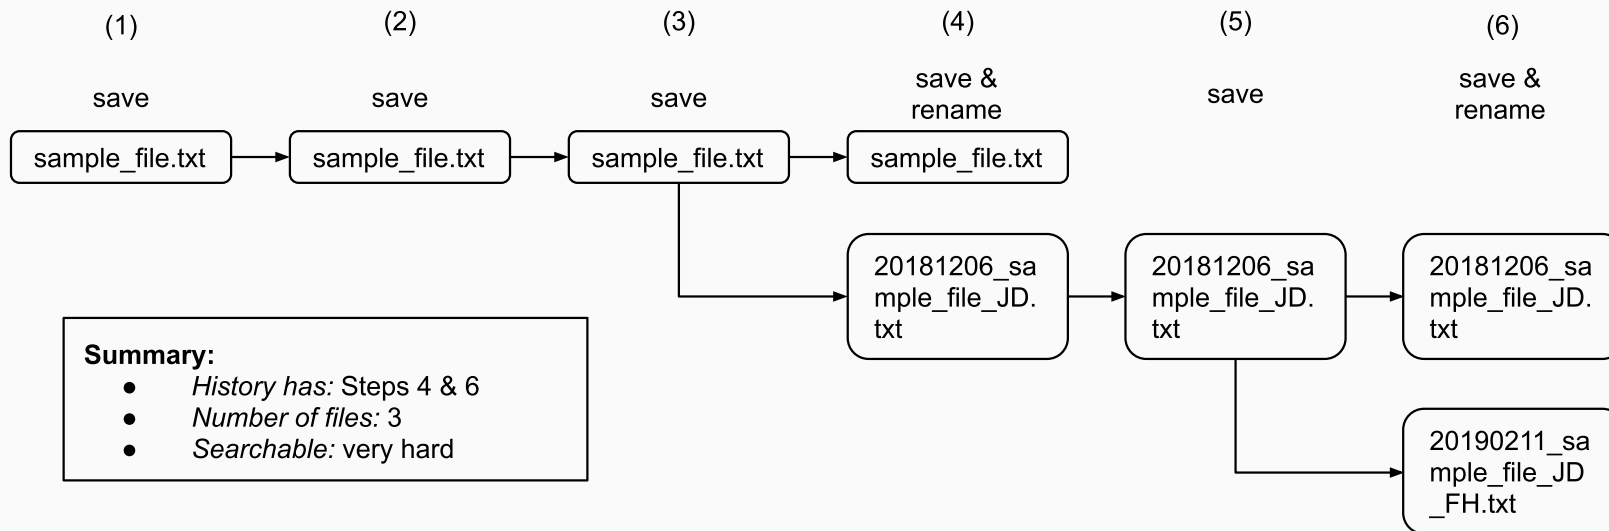 (1)
(2)
(3)
(4)
(5)
(6)
save
save
save
save &
rename
save
save &
rename
sample_file.txt
sample_file.txt
sample_file.txt
sample_file.txt
20181206_sa
mple_file_JD.
txt
20181206_sa
mple_file_JD.
txt
20181206_sa
mple_file_JD.
txt
Summary:
● History has: Steps 4 & 6
● Number of files: 3
● Searchable: very hard
20190211_sa
mple_file_JD
_FH.txt